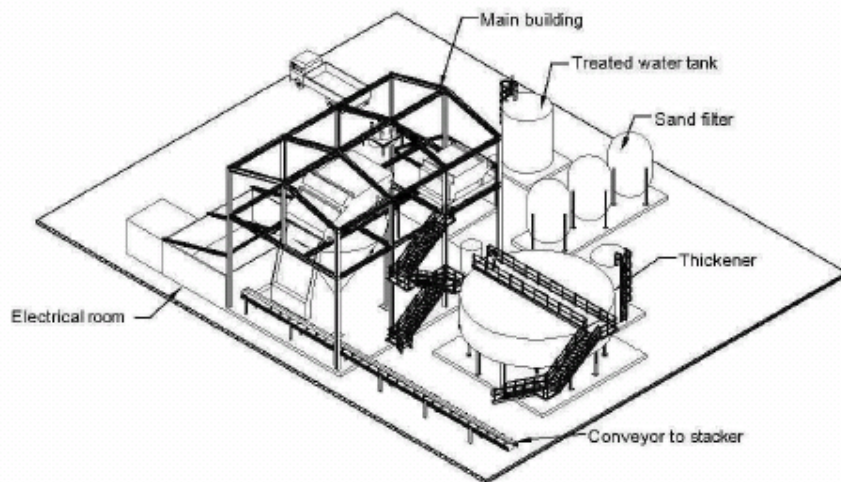 Main building
Treated water tank
Sand filter
Thickener
Electrical room
Conveyor to stacker